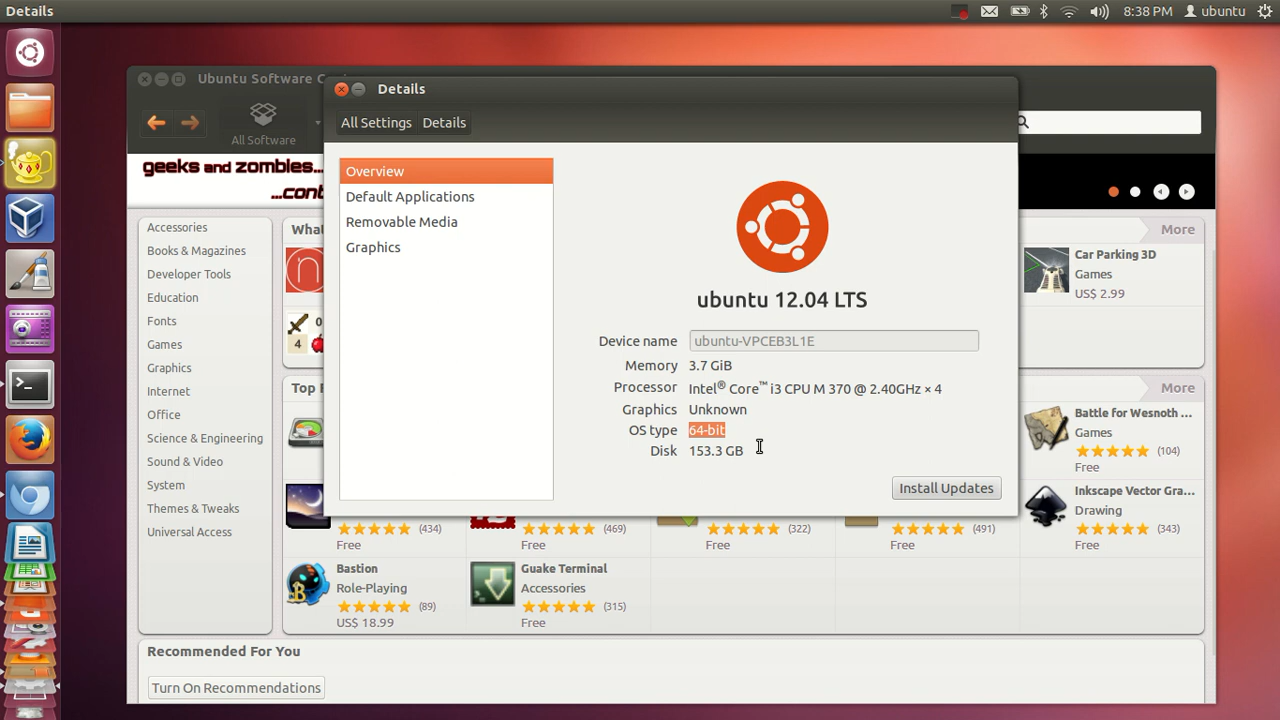 Details
8:38 PM
ubuntu
Ubuntu Software
Details
All Settings Details
All Software
geeks and zombies...
Overview
Default Applications
Removable Media
Graphics
ubuntu 12.04 LTS
Device name ubuntu-VPCEB3L1E
Memory 3.7 GiB
Processor Intel® Core™ i3 CPU M 370 @ 2.40GHz × 4
Graphics Unknown
OS type 64-bit
Disk 153.3 GB
Install Updates
Accessories
Books & Magazines
Developer Tools
Education
Fonts
Games
Graphics
Internet
Office
Science & Engineering
Sound & Video
System
Themes & Tweaks
Universal Access
More
Car Parking 3D
Games
US$ 2.99
More
Battle for Wesnoth ...
Games
(104)
Free
Inkscape Vector Gra...
Drawing
(343)
Free
(434)
Free
(469)
Free
(322)
Free
(491)
Free
Bastion
Role-Playing
(89)
US$ 18.99
Guake Terminal
Accessories
(315)
Free
Recommended For You
Turn On Recommendations